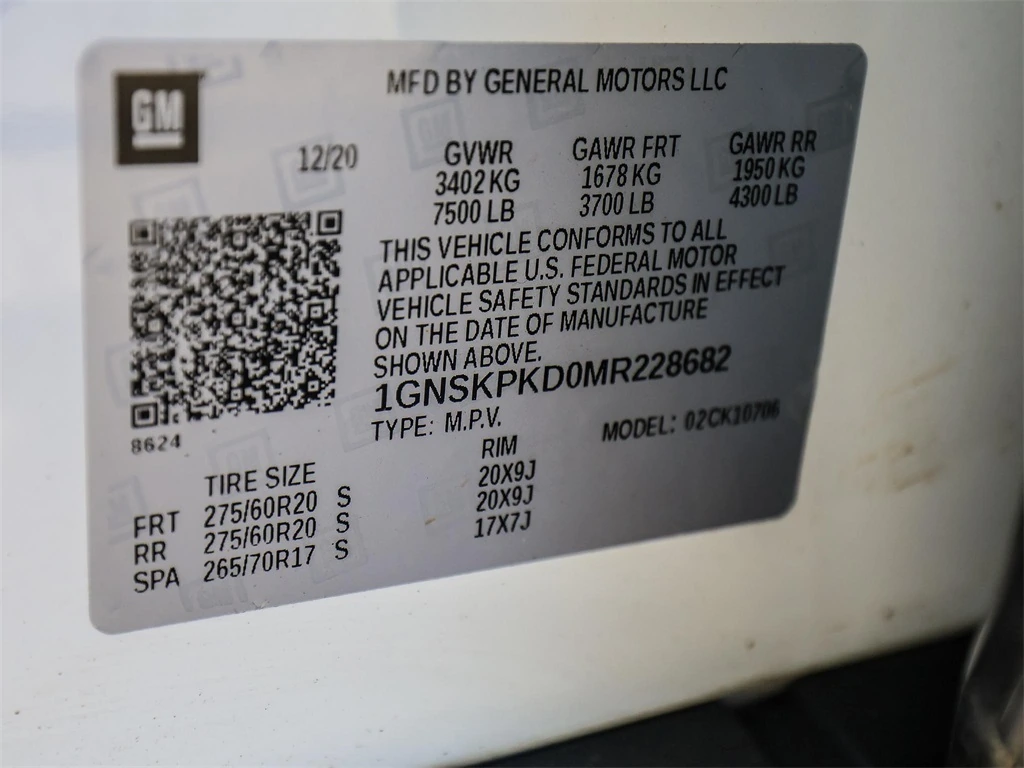 GM
MFD BY GENERAL MOTORS LLC
12/20 GVWR GAWR FRT GAWR RR
3402 KG 1678 KG 1950 KG
7500 LB 3700 LB 4300 LB
THIS VEHICLE CONFORMS TO ALL
APPLICABLE U.S. FEDERAL MOTOR
VEHICLE SAFETY STANDARDS IN EFFECT
ON THE DATE OF MANUFACTURE
SHOWN ABOVE.
1GNSKPKD0MR228682
8624
TYPE: M.P.V. MODEL: 02CK10706
TIRE SIZE RIM
FRT 275/60R20 S 20X9J
RR 275/60R20 S 20X9J
SPA 265/70R17 S 17X7J